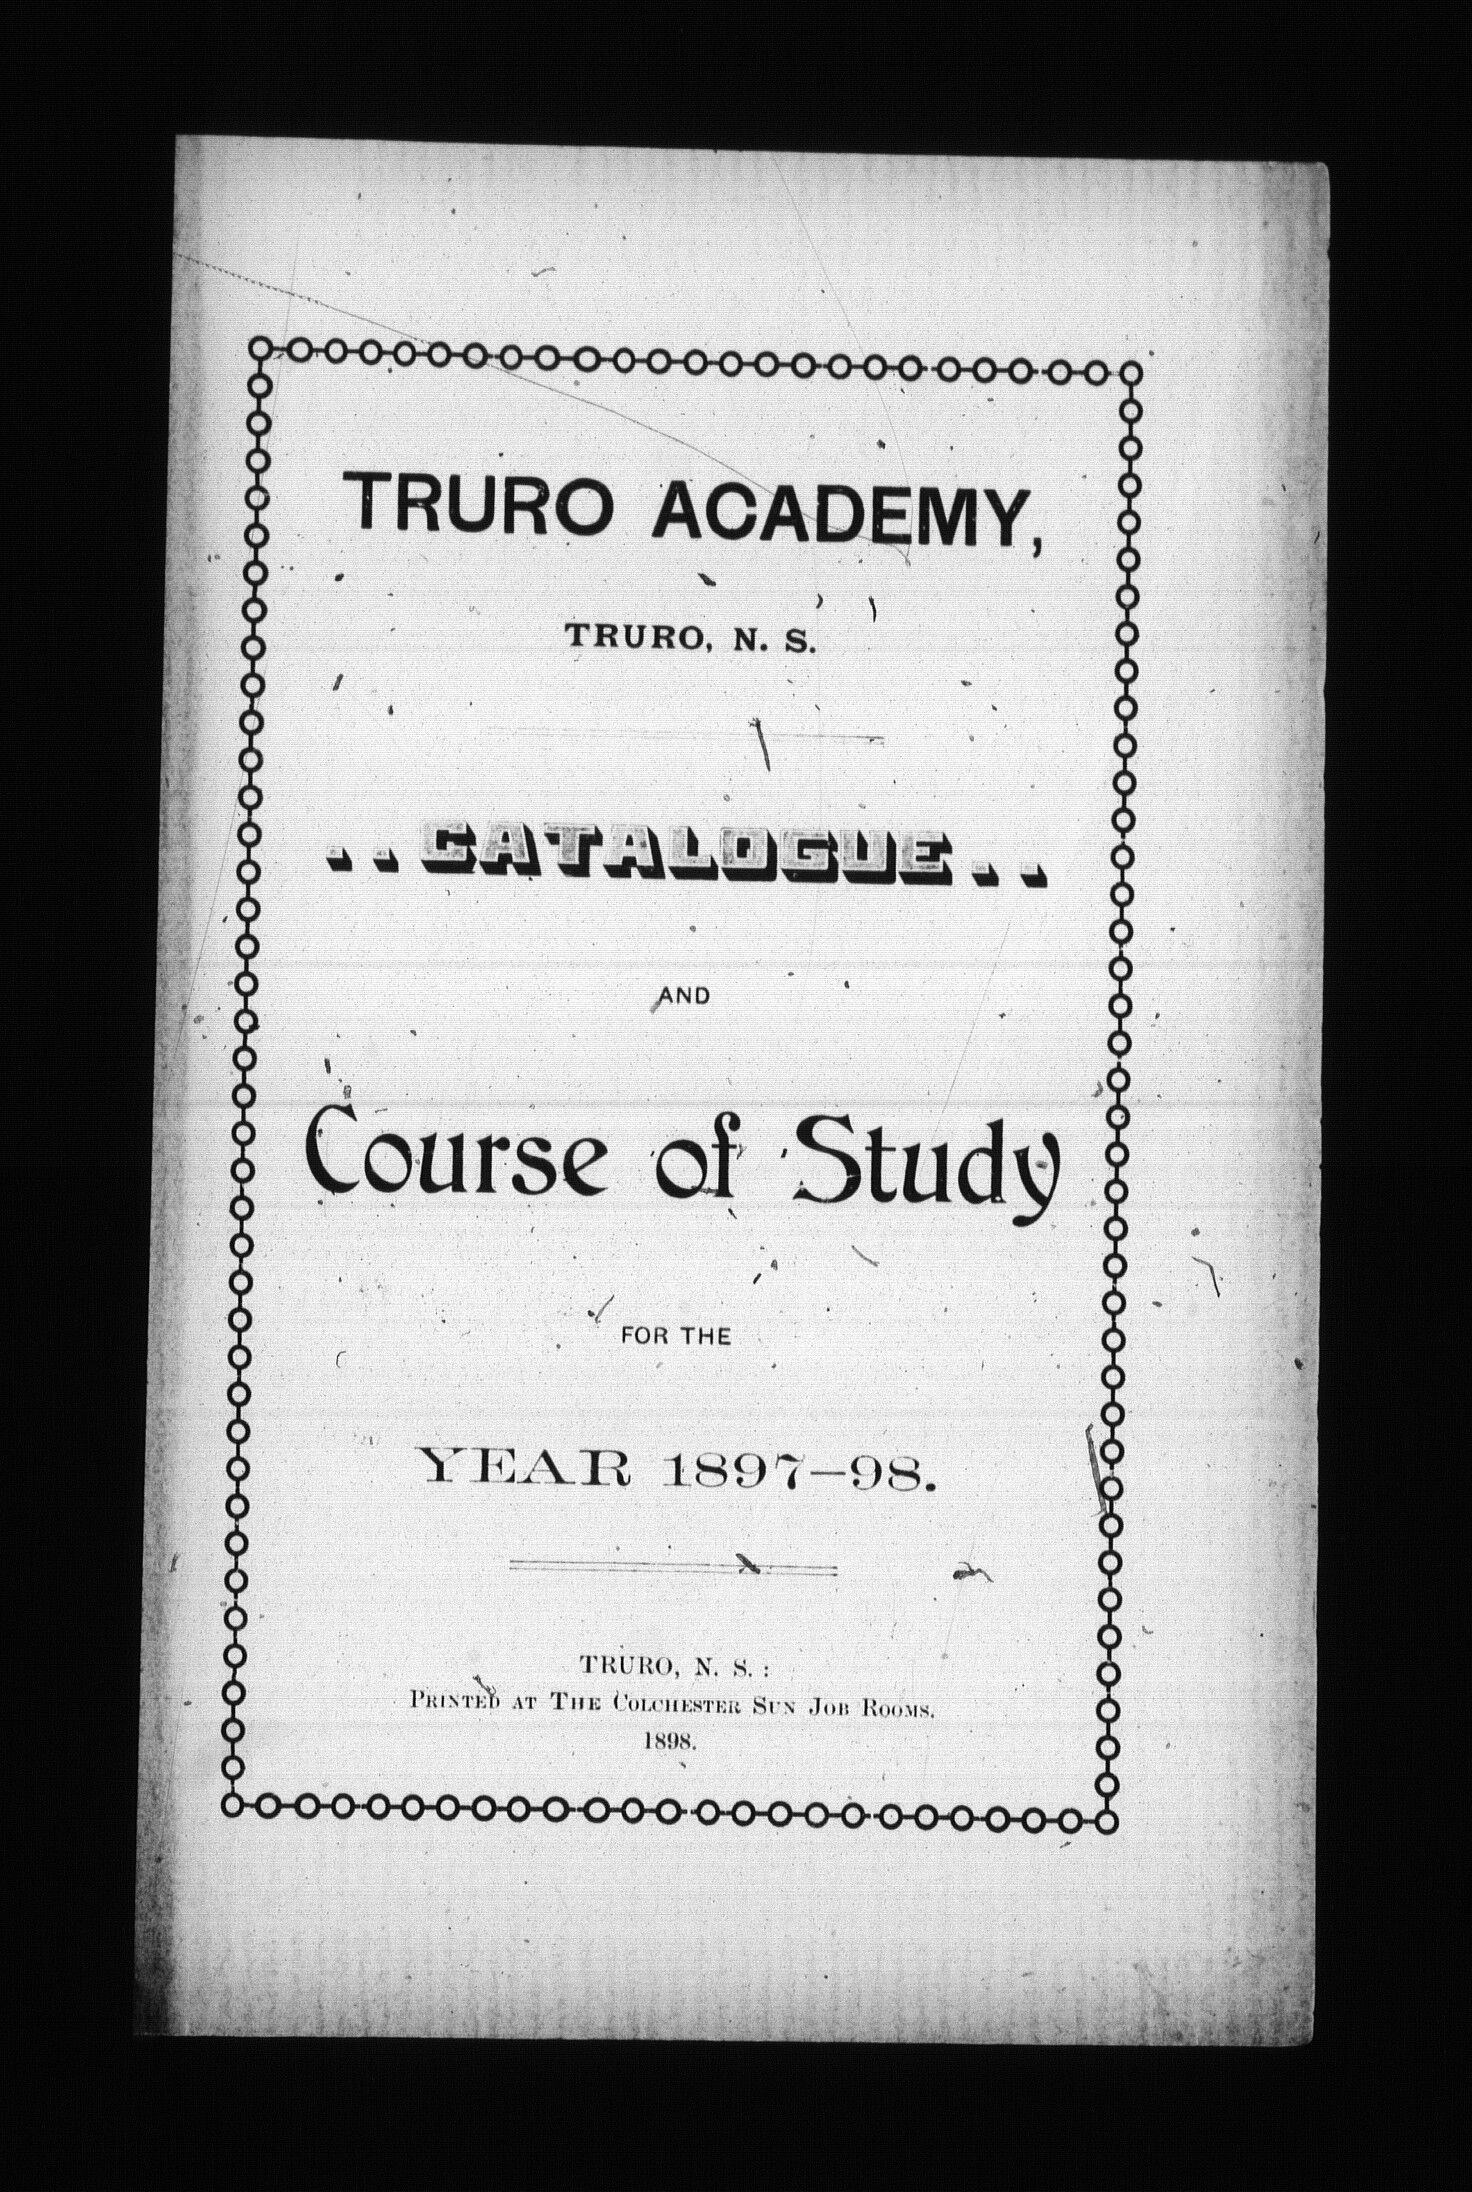 TRURO ACADEMY,
TRURO, N. S.
..CATALOGUE..
AND
Course of Study
FOR THE
YEAR 1897–98.
TRURO, N. S. :
PRINTED AT THE COLCHESTER SUN JOB ROOMS.
1898.